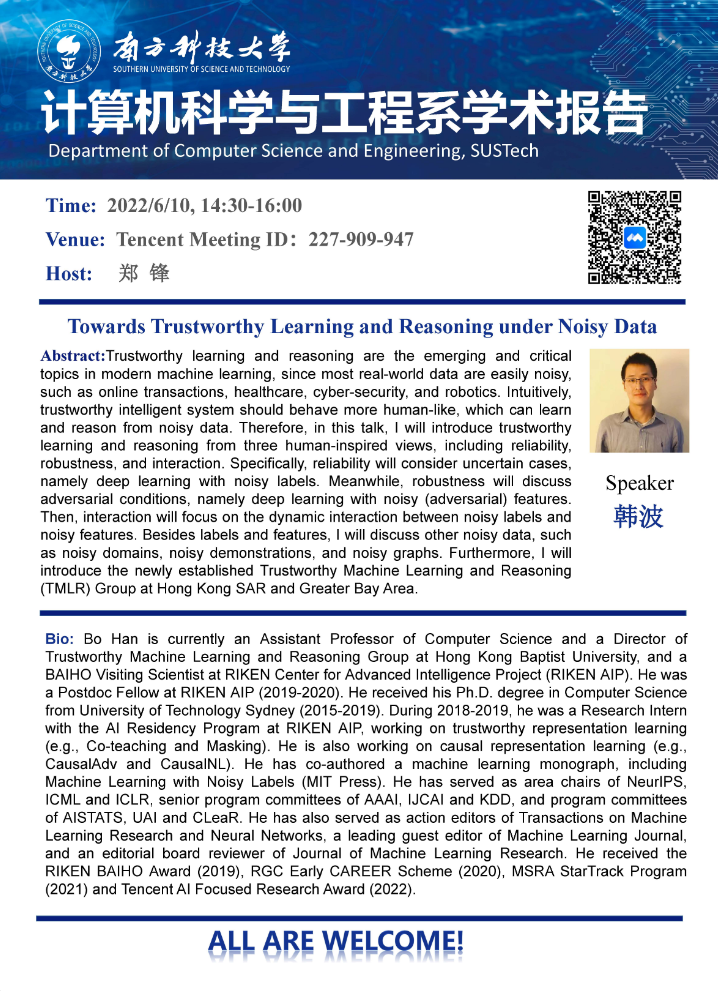 南方科技大学
SOUTHERN UNIVERSITY OF SCIENCE AND TECHNOLOGY
计算机科学与工程系学术报告
Department of Computer Science and Engineering, SUSTech
Time: 2022/6/10, 14:30-16:00
Venue: Tencent Meeting ID：227-909-947
Host: 郑 锋
Towards Trustworthy Learning and Reasoning under Noisy Data
Abstract:Trustworthy learning and reasoning are the emerging and critical
topics in modern machine learning, since most real-world data are easily noisy,
such as online transactions, healthcare, cyber-security, and robotics. Intuitively,
trustworthy intelligent system should behave more human-like, which can learn
and reason from noisy data. Therefore, in this talk, I will introduce trustworthy
learning and reasoning from three human-inspired views, including reliability,
robustness, and interaction. Specifically, reliability will consider uncertain cases,
namely deep learning with noisy labels. Meanwhile, robustness will discuss
adversarial conditions, namely deep learning with noisy (adversarial) features.
Then, interaction will focus on the dynamic interaction between noisy labels and
noisy features. Besides labels and features, I will discuss other noisy data, such
as noisy domains, noisy demonstrations, and noisy graphs. Furthermore, I will
introduce the newly established Trustworthy Machine Learning and Reasoning
(TMLR) Group at Hong Kong SAR and Greater Bay Area.
Speaker
韩波
Bio: Bo Han is currently an Assistant Professor of Computer Science and a Director of
Trustworthy Machine Learning and Reasoning Group at Hong Kong Baptist University, and a
BAIHO Visiting Scientist at RIKEN Center for Advanced Intelligence Project (RIKEN AIP). He was
a Postdoc Fellow at RIKEN AIP (2019-2020). He received his Ph.D. degree in Computer Science
from University of Technology Sydney (2015-2019). During 2018-2019, he was a Research Intern
with the AI Residency Program at RIKEN AIP, working on trustworthy representation learning
(e.g., Co-teaching and Masking). He is also working on causal representation learning (e.g.,
CausalAdv and CausalNL). He has co-authored a machine learning monograph, including
Machine Learning with Noisy Labels (MIT Press). He has served as area chairs of NeurIPS,
ICML and ICLR, senior program committees of AAAI, IJCAI and KDD, and program committees
of AISTATS, UAI and CLeaR. He has also served as action editors of Transactions on Machine
Learning Research and Neural Networks, a leading guest editor of Machine Learning Journal,
and an editorial board reviewer of Journal of Machine Learning Research. He received the
RIKEN BAIHO Award (2019), RGC Early CAREER Scheme (2020), MSRA StarTrack Program
(2021) and Tencent AI Focused Research Award (2022).
ALL ARE WELCOME!